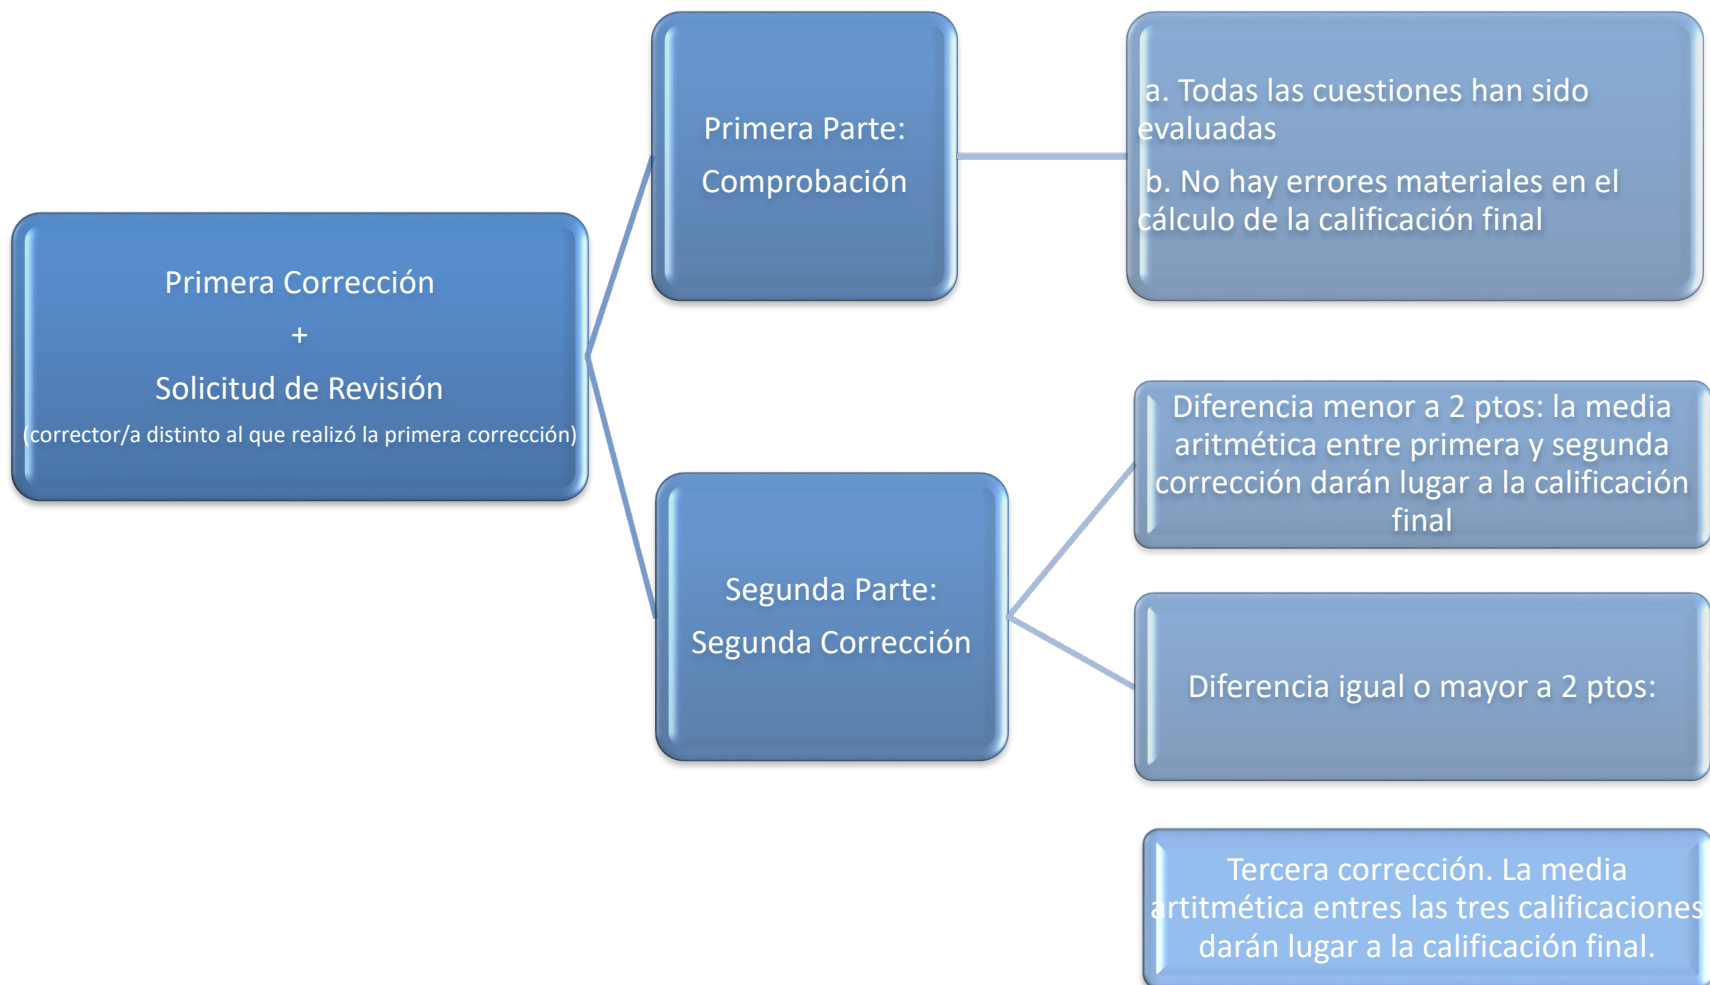 Primera Corrección
+
Solicitud de Revisión
(corrector/a distinto al que realizó la primera corrección)
Primera Parte:
Comprobación
a. Todas las cuestiones han sido
evaluadas
b. No hay errores materiales en el
cálculo de la calificación final
Segunda Parte:
Segunda Corrección
Diferencia menor a 2 ptos: la media
aritmética entre primera y segunda
corrección darán lugar a la calificación
final
Diferencia igual o mayor a 2 ptos:
Tercera corrección. La media
artitmética entres las tres calificaciones
darán lugar a la calificación final.